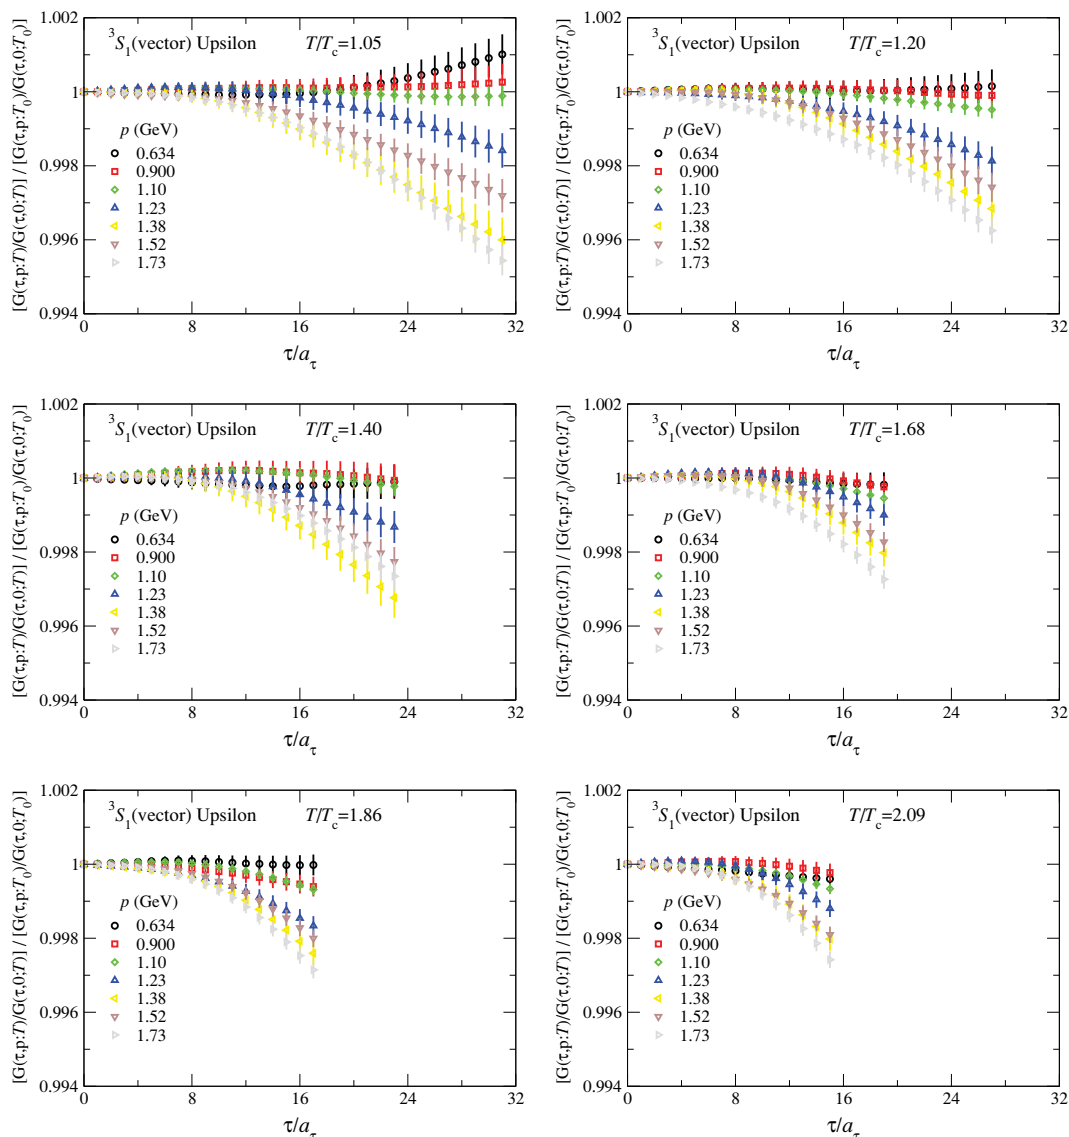 1.002
1
0.998
0.996
0.994
[G(τ,p:T)/G(τ,0;T)] / [G(τ,p:T₀)/G(τ,0;T₀)]
³S₁(vector) Upsilon T/Tc=1.05
p (GeV)
0.634
0.900
1.10
1.23
1.38
1.52
1.73
0 8 16 24 32
τ/aτ
1.002
1
0.998
0.996
0.994
[G(τ,p:T)/G(τ,0;T)] / [G(τ,p:T₀)/G(τ,0;T₀)]
³S₁(vector) Upsilon T/Tc=1.20
p (GeV)
0.634
0.900
1.10
1.23
1.38
1.52
1.73
0 8 16 24 32
τ/aτ
1.002
1
0.998
0.996
0.994
[G(τ,p:T)/G(τ,0;T)] / [G(τ,p:T₀)/G(τ,0;T₀)]
³S₁(vector) Upsilon T/Tc=1.40
p (GeV)
0.634
0.900
1.10
1.23
1.38
1.52
1.73
0 8 16 24 32
τ/aτ
1.002
1
0.998
0.996
0.994
[G(τ,p:T)/G(τ,0;T)] / [G(τ,p:T₀)/G(τ,0;T₀)]
³S₁(vector) Upsilon T/Tc=1.68
p (GeV)
0.634
0.900
1.10
1.23
1.38
1.52
1.73
0 8 16 24 32
τ/aτ
1.002
1
0.998
0.996
0.994
[G(τ,p:T)/G(τ,0;T)] / [G(τ,p:T₀)/G(τ,0;T₀)]
³S₁(vector) Upsilon T/Tc=1.86
p (GeV)
0.634
0.900
1.10
1.23
1.38
1.52
1.73
0 8 16 24 32
τ/aτ
1.002
1
0.998
0.996
0.994
[G(τ,p:T)/G(τ,0;T)] / [G(τ,p:T₀)/G(τ,0;T₀)]
³S₁(vector) Upsilon T/Tc=2.09
p (GeV)
0.634
0.900
1.10
1.23
1.38
1.52
1.73
0 8 16 24 32
τ/aτ